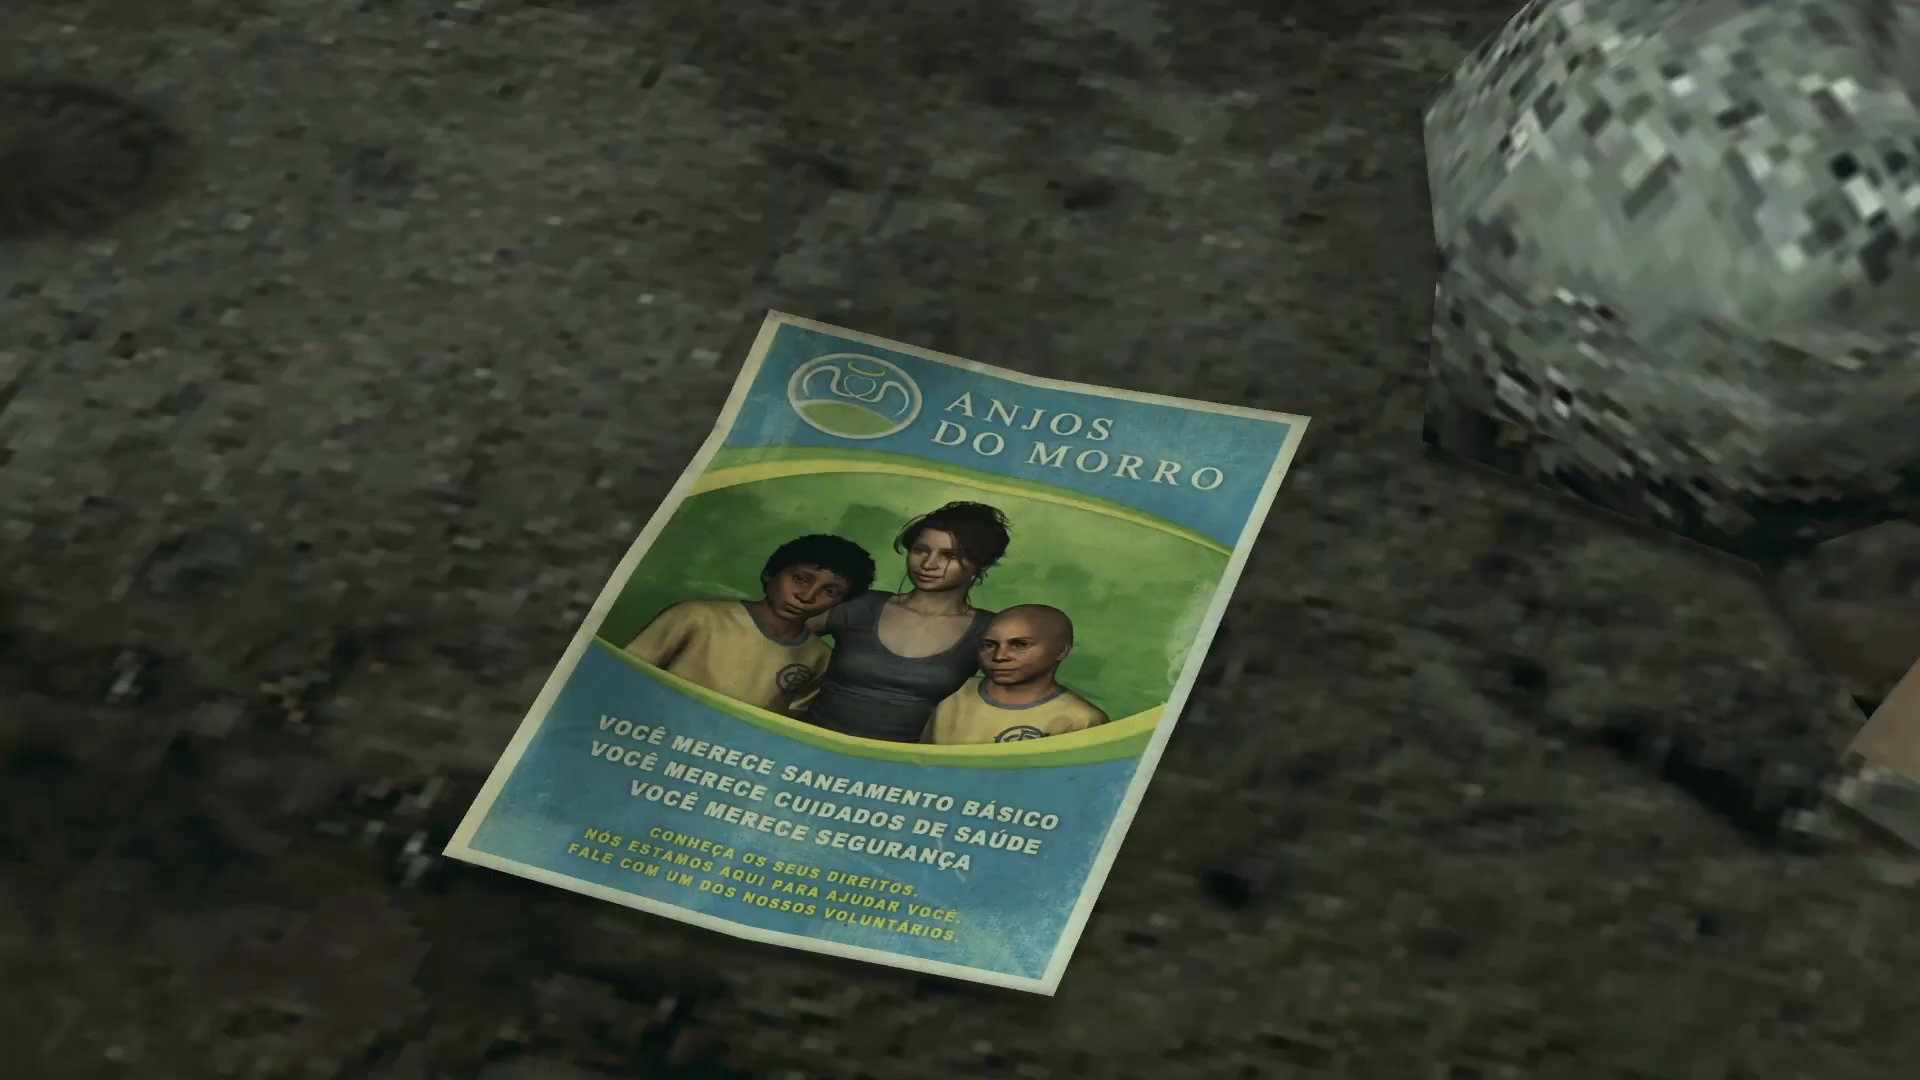 ANJOS
DO MORRO
VOCÊ MERECE SANEAMENTO BÁSICO
VOCÊ MERECE CUIDADOS DE SAÚDE
VOCÊ MERECE SEGURANÇA
CONHEÇA OS SEUS DIREITOS.
NÓS ESTAMOS AQUI PARA AJUDAR VOCÊ.
FALE COM UM DOS NOSSOS VOLUNTÁRIOS.